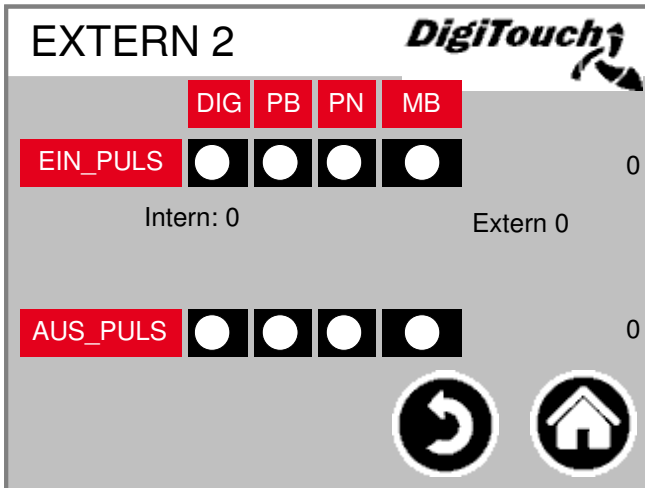 EXTERN 2
DigiTouch
DIG PB PN MB
EIN_PULS 0
Intern: 0 Extern 0
AUS_PULS 0